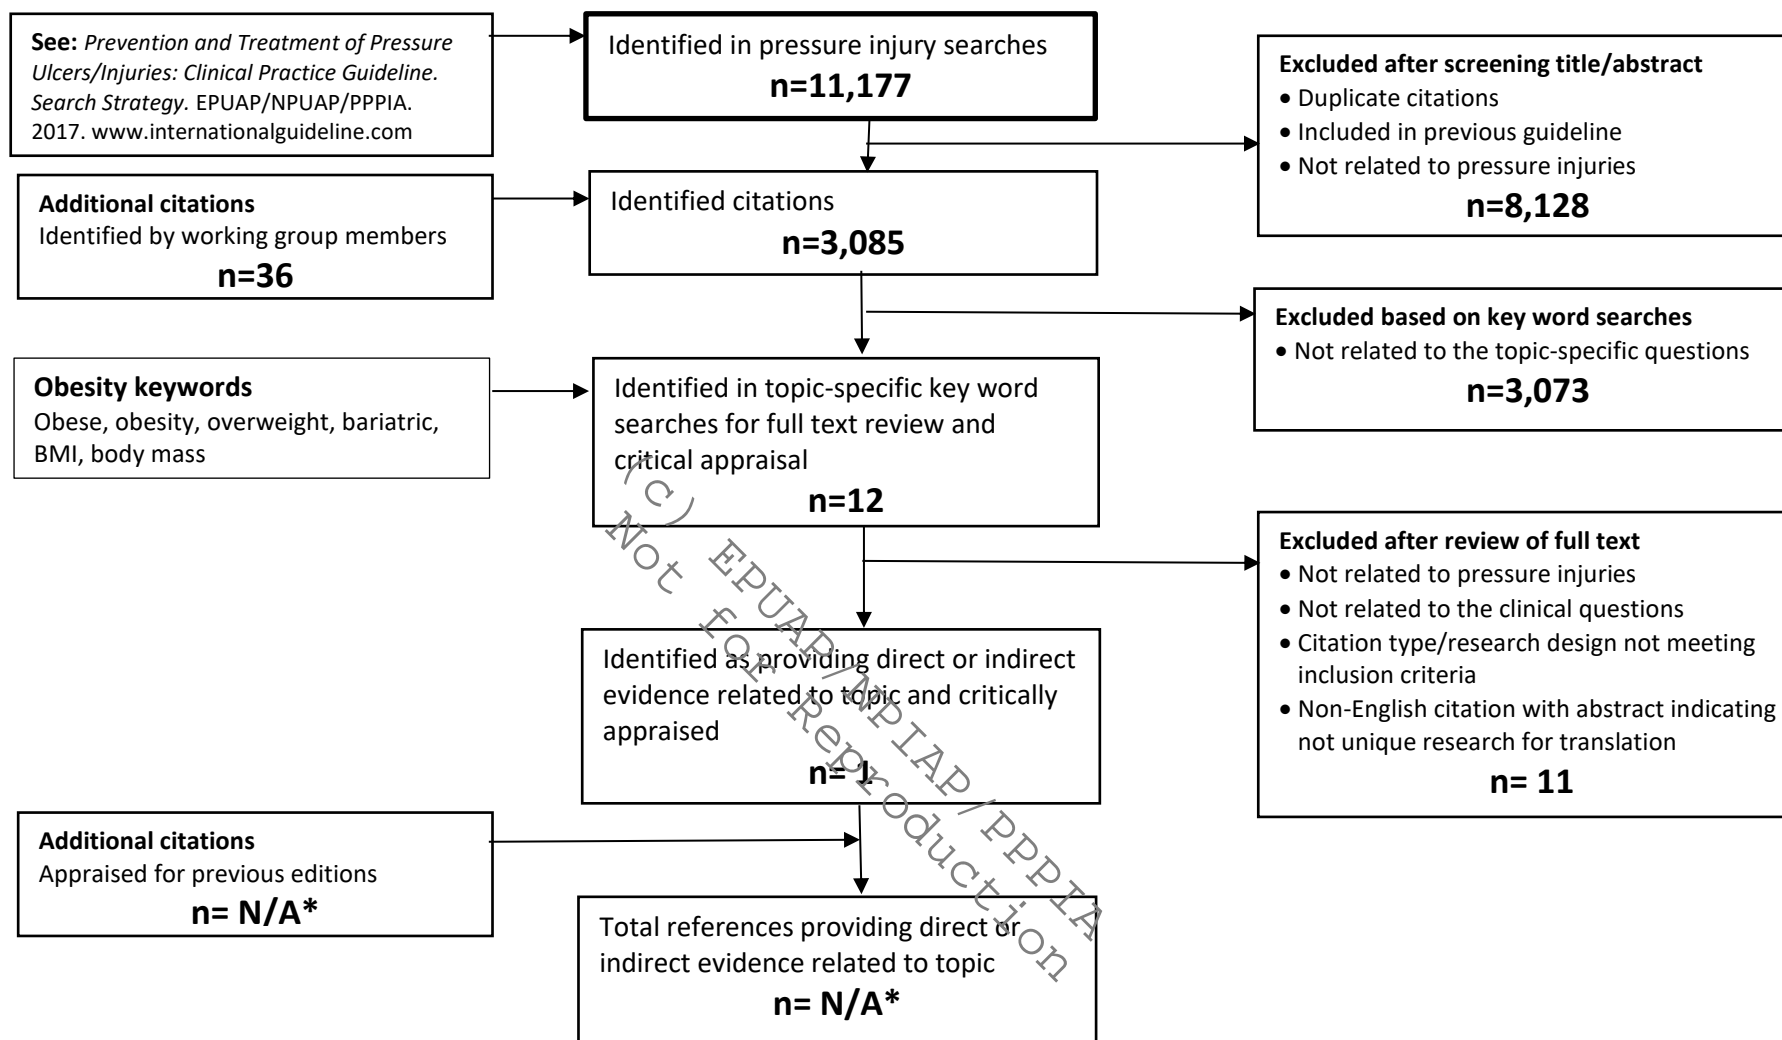 See: Prevention and Treatment of Pressure
Ulcers/Injuries: Clinical Practice Guideline.
Search Strategy. EPUAP/NPUAP/PPPIA.
2017. www.internationalguideline.com
Identified in pressure injury searches
n=11,177
Excluded after screening title/abstract
• Duplicate citations
• Included in previous guideline
• Not related to pressure injuries
n=8,128
Additional citations
Identified by working group members
n=36
Identified citations
n=3,085
Excluded based on key word searches
• Not related to the topic-specific questions
n=3,073
Obesity keywords
Obese, obesity, overweight, bariatric,
BMI, body mass
Identified in topic-specific key word
searches for full text review and
critical appraisal
n=12
Excluded after review of full text
• Not related to pressure injuries
• Not related to the clinical questions
• Citation type/research design not meeting
inclusion criteria
• Non-English citation with abstract indicating
not unique research for translation
n= 11
Identified as providing direct or indirect
evidence related to topic and critically
appraised
n= 1
Additional citations
Appraised for previous editions
n= N/A*
Total references providing direct or
indirect evidence related to topic
n= N/A*
(c) EPUAP/NPIAP/PPPIA
Not for Reproduction